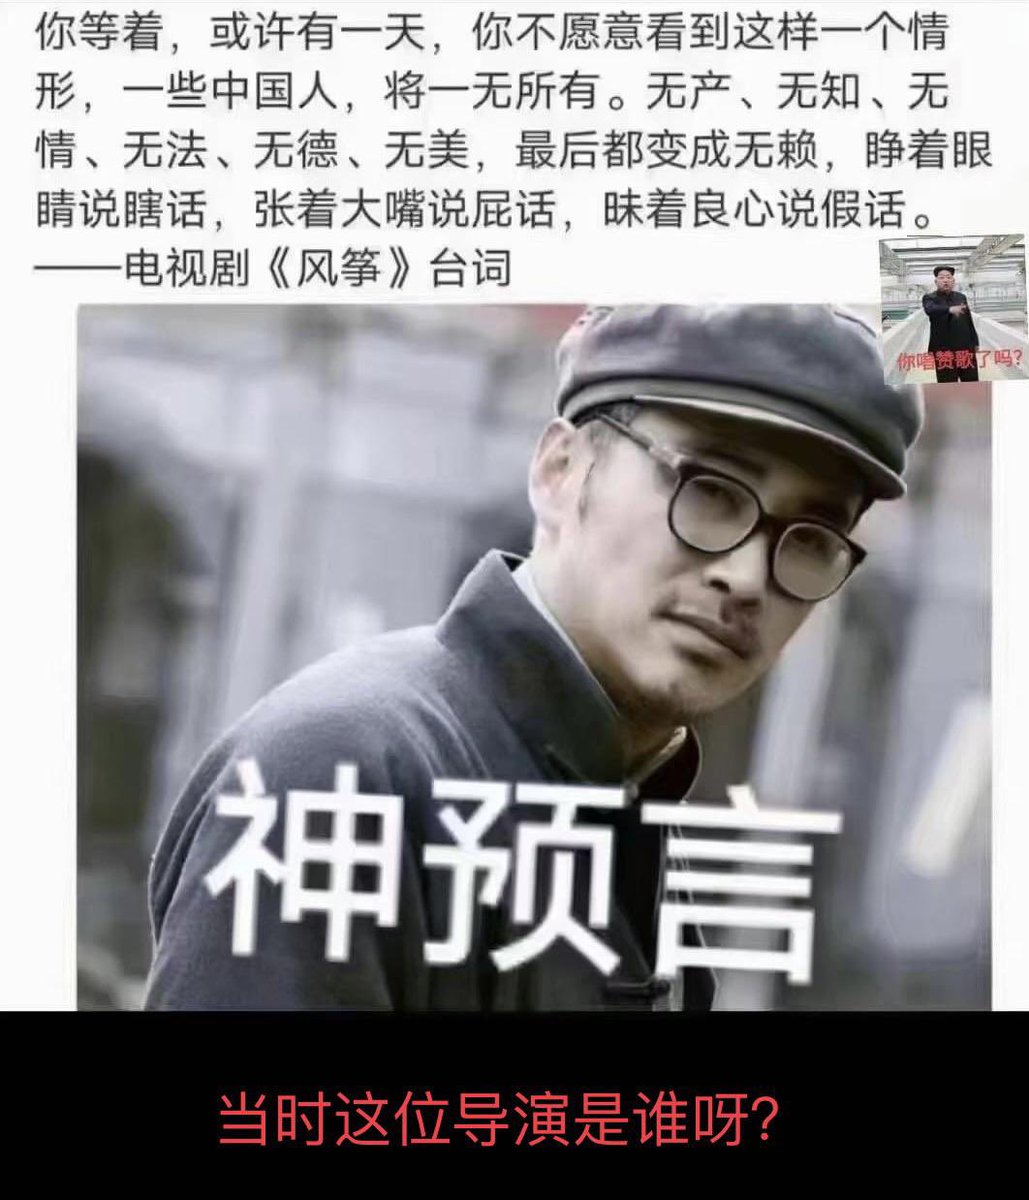 你等着，或许有一天，你不愿意看到这样一个情
形，一些中国人，将一无所有。无产、无知、无
情、无法、无德、无美，最后都变成无赖，睁着眼
睛说瞎话，张着大嘴说屁话，昧着良心说假话。
——电视剧《风筝》台词
你唱赞歌了吗?
神预言
当时这位导演是谁呀?